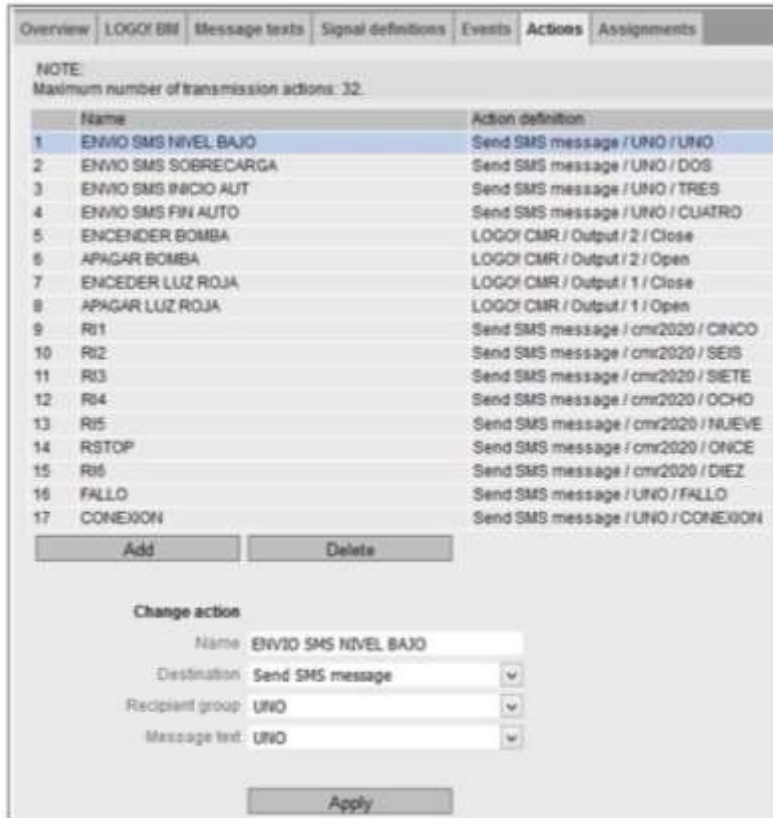 Overview LOGO! BM Message texts Signal definitions Events Actions Assignments
NOTE:
Maximum number of transmission actions: 32.
Name Action definition
1 ENVIO SMS NIVEL BAJO Send SMS message / UNO / UNO
2 ENVIO SMS SOBRECARGA Send SMS message / UNO / DOS
3 ENVIO SMS INICIO AUT Send SMS message / UNO / TRES
4 ENVIO SMS FIN AUTO Send SMS message / UNO / CUATRO
5 ENCENDER BOMBA LOGO! CMR / Output / 2 / Close
6 APAGAR BOMBA LOGO! CMR / Output / 2 / Open
7 ENCEDER LUZ ROJA LOGO! CMR / Output / 1 / Close
8 APAGAR LUZ ROJA LOGO! CMR / Output / 1 / Open
9 RI1 Send SMS message / cmr2020 / CINCO
10 RI2 Send SMS message / cmr2020 / SEIS
11 RI3 Send SMS message / cmr2020 / SIETE
12 RI4 Send SMS message / cmr2020 / OCHO
13 RI5 Send SMS message / cmr2020 / NUEVE
14 RSTOP Send SMS message / cmr2020 / ONCE
15 RI6 Send SMS message / cmr2020 / DIEZ
16 FALLO Send SMS message / UNO / FALLO
17 CONEXION Send SMS message / UNO / CONEXION
Add Delete
Change action
Name ENVIO SMS NIVEL BAJO
Destination Send SMS message
Recipient group UNO
Message text UNO
Apply